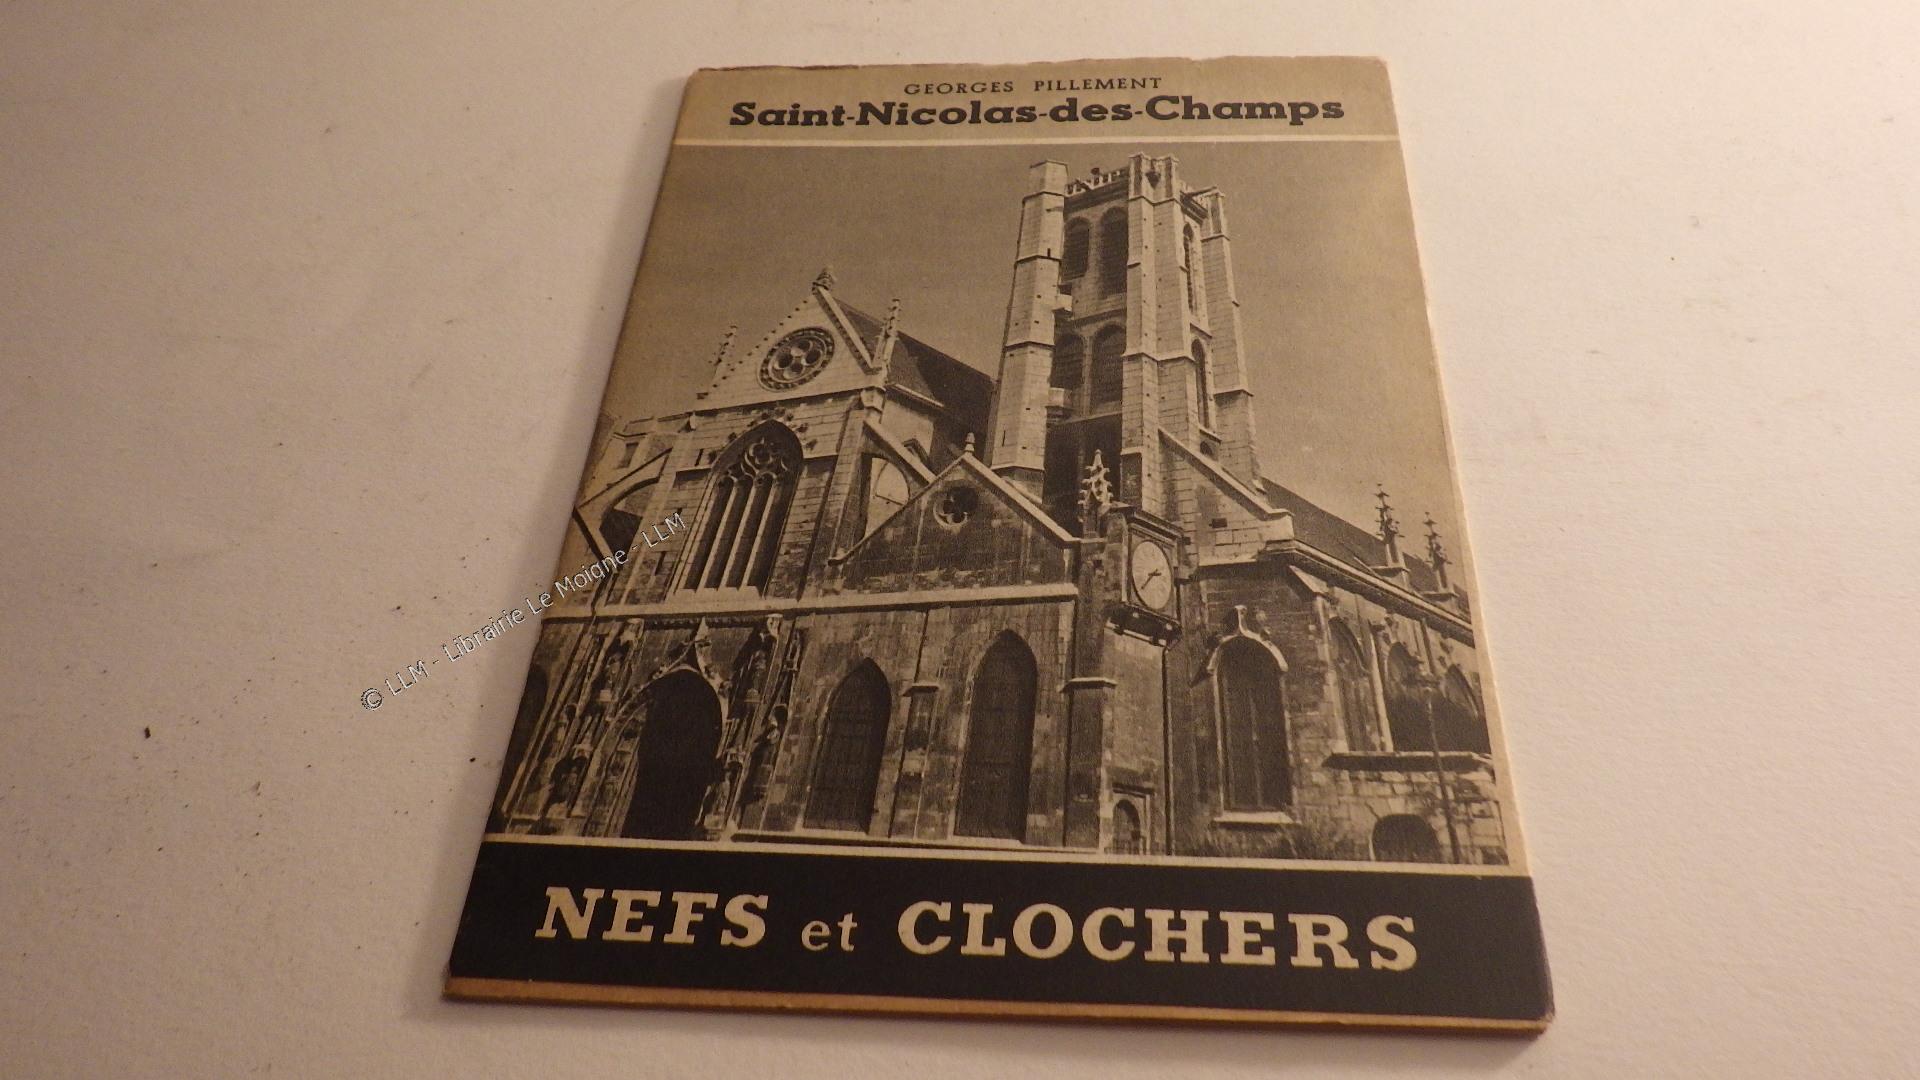 GEORGES PILLEMENT
Saint-Nicolas-des-Champs
© LLM - Librairie Le Moigne - LLM
NEFS et CLOCHERS